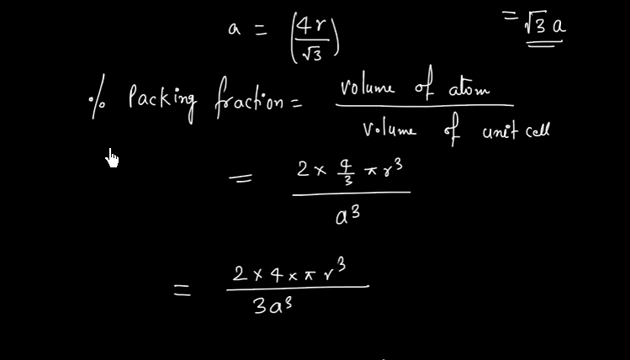 = √3 a
a = (4r/√3)
% Packing fraction = volume of atom / volume of unit cell
= 2 × 4/3 π r³ / a³
= 2 × 4 × π r³ / 3a³